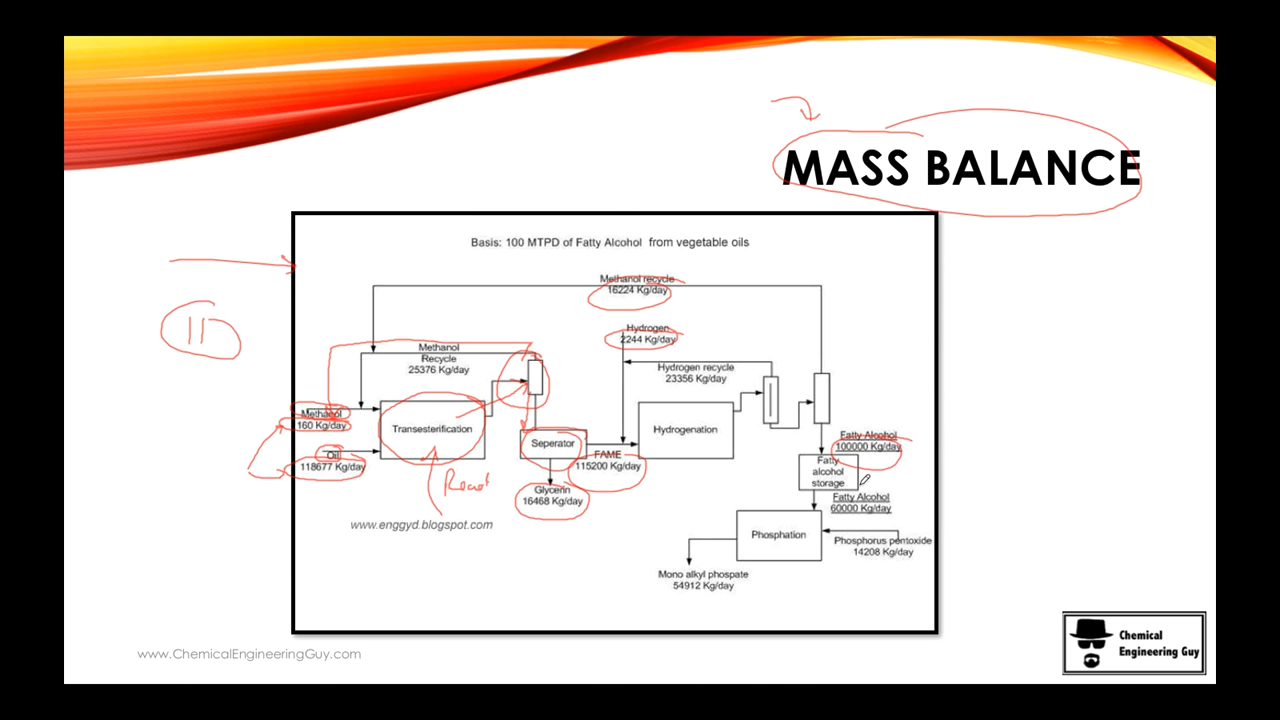 MASS BALANCE
Basis: 100 MTPD of Fatty Alcohol from vegetable oils
Methanol recycle
16224 Kg/day
Hydrogen
2244 Kg/day
Methanol
Recycle
25376 Kg/day
Hydrogen recycle
23356 Kg/day
Methanol
160 Kg/day
Transesterification
Oil
118677 Kg/day
Seperator
FAME
115200 Kg/day
Hydrogenation
Fatty Alcohol
100000 Kg/day
Fatty
alcohol
storage
Glycerin
16468 Kg/day
Fatty Alcohol
60000 Kg/day
www.enggyd.blogspot.com
Phosphation
Phosphorus pentoxide
14208 Kg/day
Mono alkyl phospate
54912 Kg/day
www.ChemicalEngineeringGuy.com
Chemical
Engineering Guy